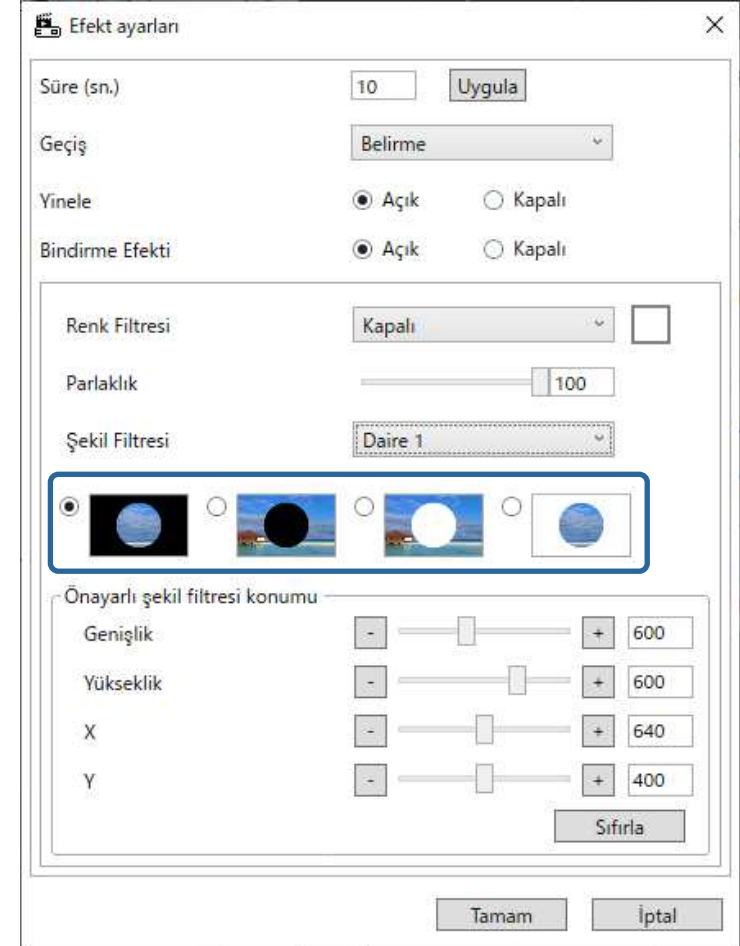 Efekt ayarları
Süre (sn.) 10 Uygula
Geçiş Belirme
Yinele Açık Kapalı
Bindirme Efekti Açık Kapalı
Renk Filtresi Kapalı
Parlaklık 100
Şekil Filtresi Daire 1
Önayarlı şekil filtresi konumu
Genişlik - + 600
Yükseklik - + 600
X - + 640
Y - + 400
Sıfırla
Tamam İptal